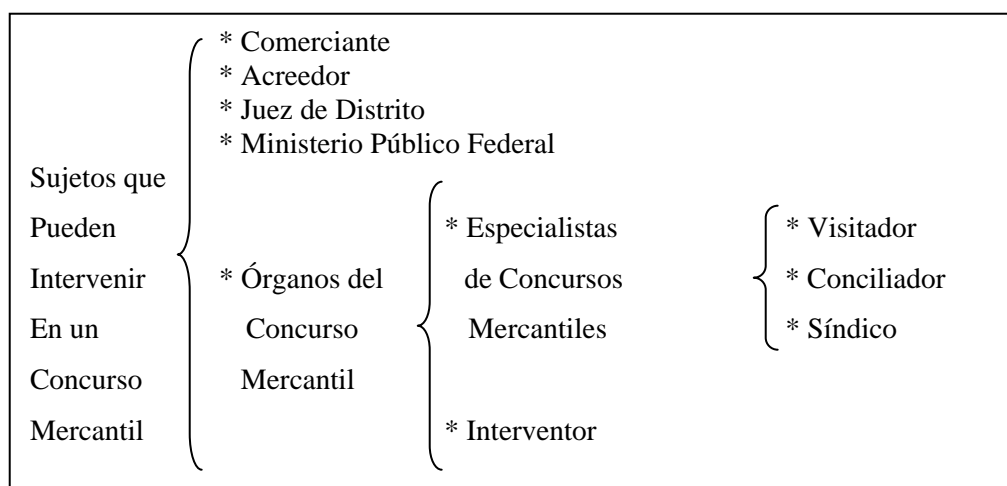 * Comerciante
* Acreedor
* Juez de Distrito
* Ministerio Público Federal
Sujetos que
Pueden
Intervenir
En un
Concurso
Mercantil
* Órganos del
Concurso
Mercantil
* Especialistas
de Concursos
Mercantiles
* Interventor
* Visitador
* Conciliador
* Síndico